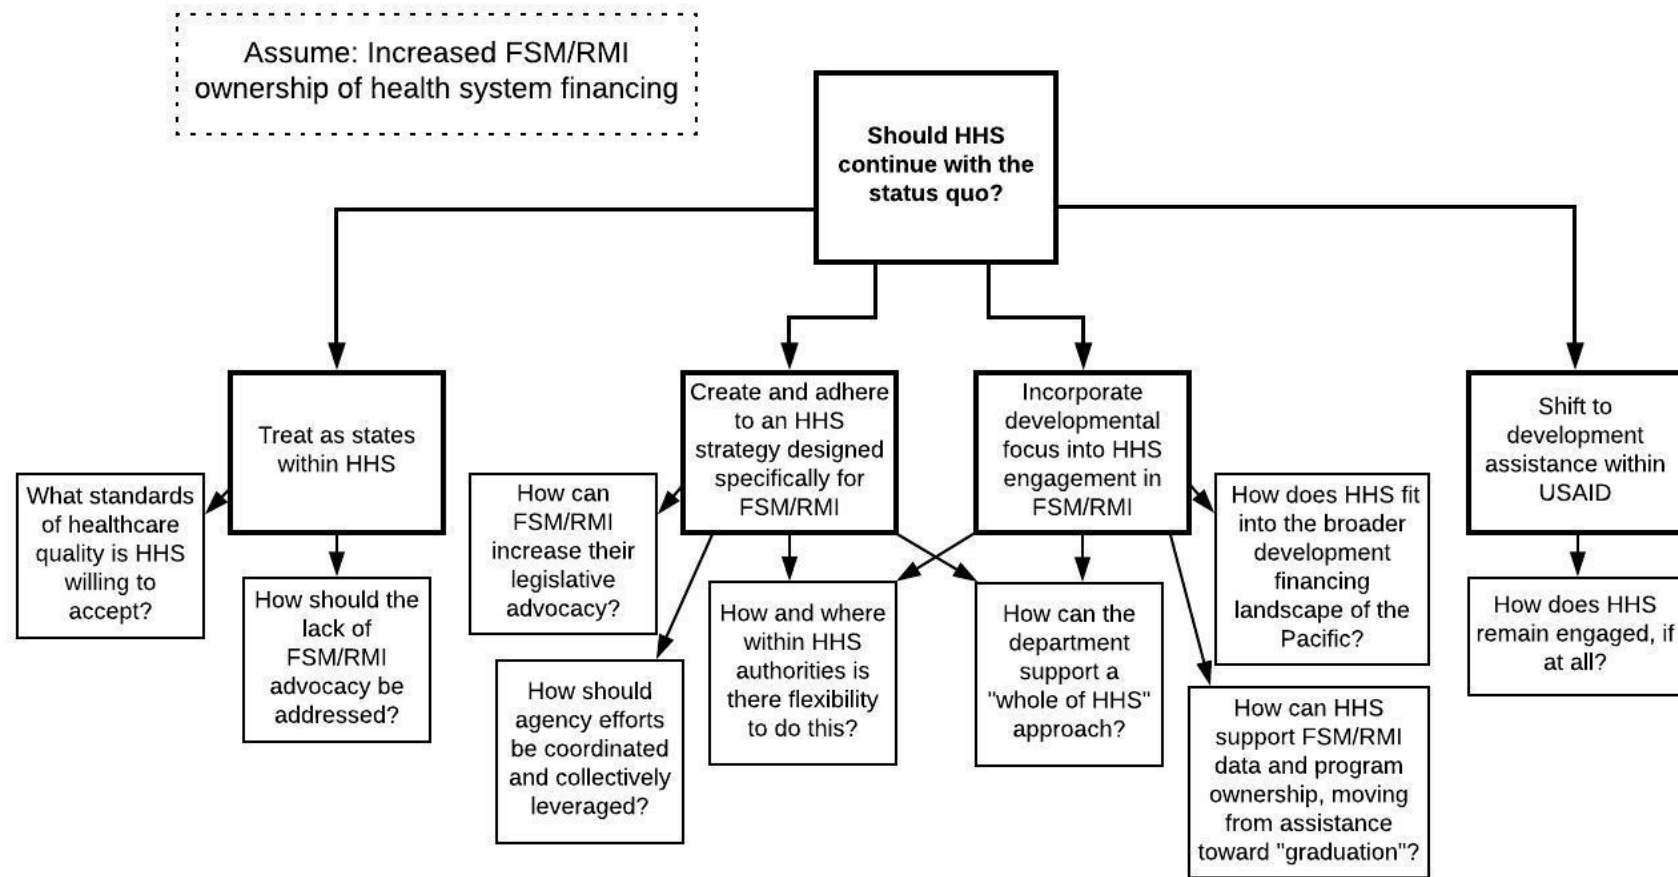 Assume: Increased FSM/RMI
ownership of health system financing
Should HHS
continue with the
status quo?
Treat as states
within HHS
Create and adhere
to an HHS
strategy designed
specifically for
FSM/RMI
Incorporate
developmental
focus into HHS
engagement in
FSM/RMI
Shift to
development
assistance within
USAID
What standards
of healthcare
quality is HHS
willing to
accept?
How should the
lack of
FSM/RMI
advocacy be
addressed?
How can
FSM/RMI
increase their
legislative
advocacy?
How should
agency efforts
be coordinated
and collectively
leveraged?
How and where
within HHS
authorities is
there flexibility
to do this?
How can the
department
support a
"whole of HHS"
approach?
How does HHS fit
into the broader
development
financing
landscape of the
Pacific?
How can HHS
support FSM/RMI
data and program
ownership, moving
from assistance
toward "graduation"?
How does HHS
remain engaged, if
at all?